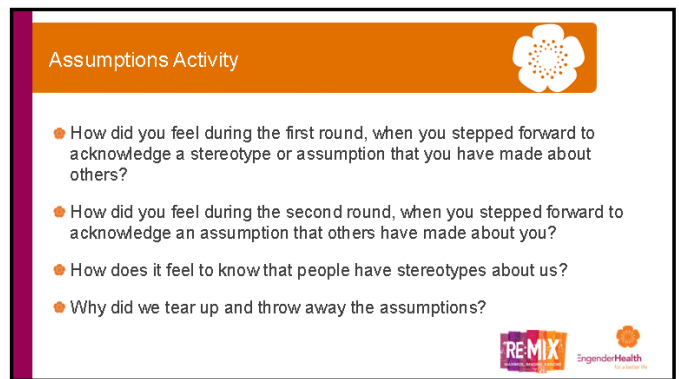 Assumptions Activity
How did you feel during the first round, when you stepped forward to
acknowledge a stereotype or assumption that you have made about
others?
How did you feel during the second round, when you stepped forward to
acknowledge an assumption that others have made about you?
How does it feel to know that people have stereotypes about us?
Why did we tear up and throw away the assumptions?
RE:MIX
EngenderHealth
for a better life